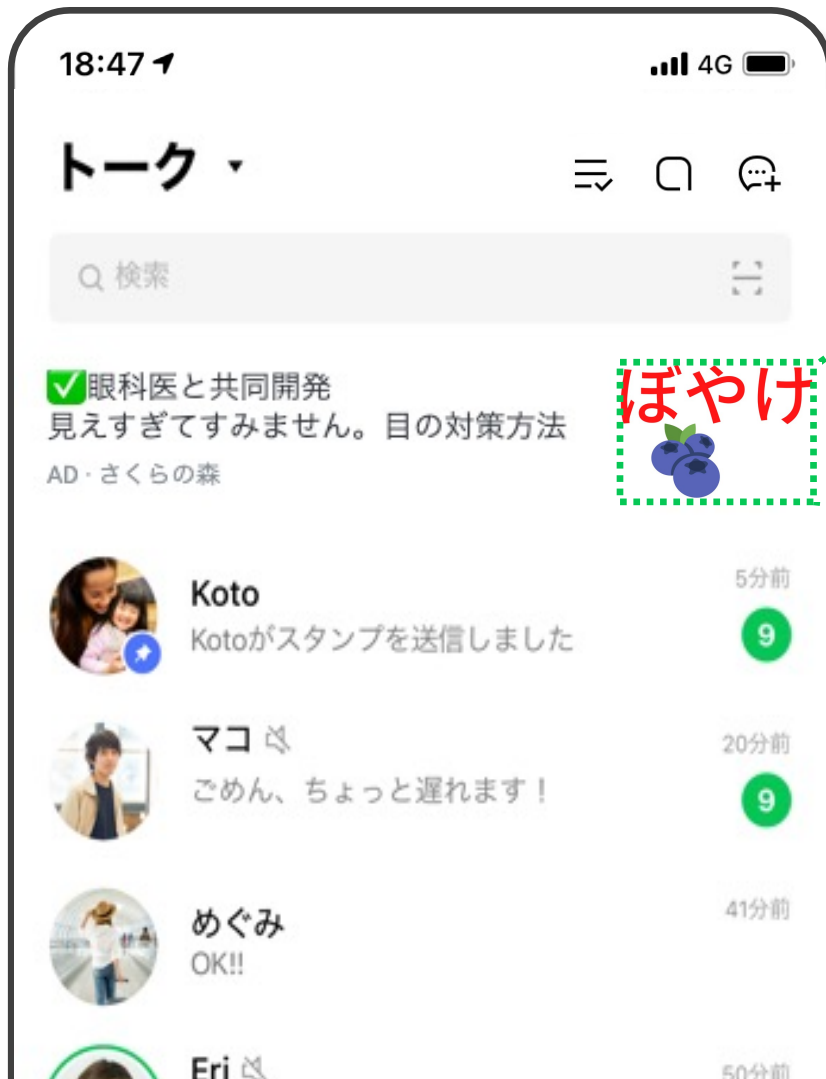 18:47
4G
トーク
検索
✅眼科医と共同開発
見えすぎてすみません。目の対策方法
AD · さくらの森
ぼやけ
Koto
5分前
Kotoがスタンプを送信しました
9
マコ
20分前
ごめん、ちょっと遅れます！
9
めぐみ
41分前
OK!!
Eri
50分前